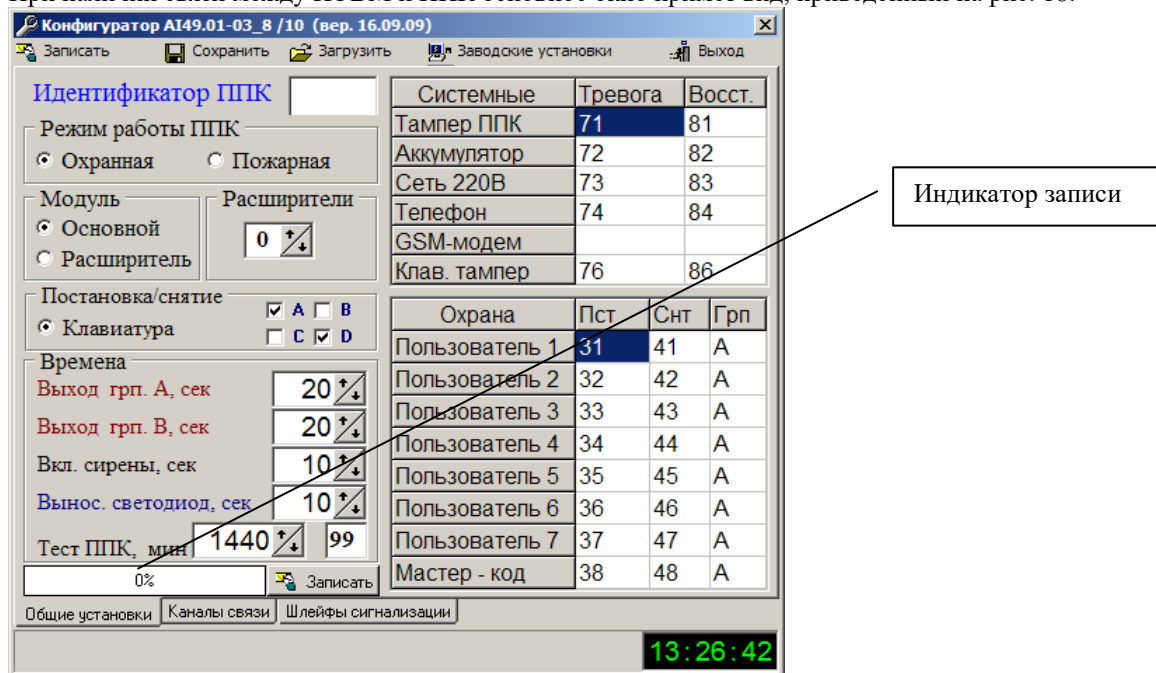 Конфигуратор AI49.01-03_8 /10 (вер. 16.09.09)
Записать Сохранить Загрузить Заводские установки Выход
Идентификатор ППК
Режим работы ППК
Охранная Пожарная
Модуль Расширители
Основной
0
Расширитель
Постановка/снятие
A B
Клавиатура
C D
Времена
Выход грп. А, сек 20
Выход грп. В, сек 20
Вкл. сирены, сек 10
Вынос. светодиод, сек 10
Тест ППК, мин 1440 99
0% Записать
Системные Тревога Восст.
Тампер ППК 71 81
Аккумулятор 72 82
Сеть 220В 73 83
Телефон 74 84
GSM-модем
Клав. тампер 76 86
Охрана Пст Снт Грп
Пользователь 1 31 41 А
Пользователь 2 32 42 А
Пользователь 3 33 43 А
Пользователь 4 34 44 А
Пользователь 5 35 45 А
Пользователь 6 36 46 А
Пользователь 7 37 47 А
Мастер - код 38 48 А
Общие установки Каналы связи Шлейфы сигнализации
13:26:42
Индикатор записи